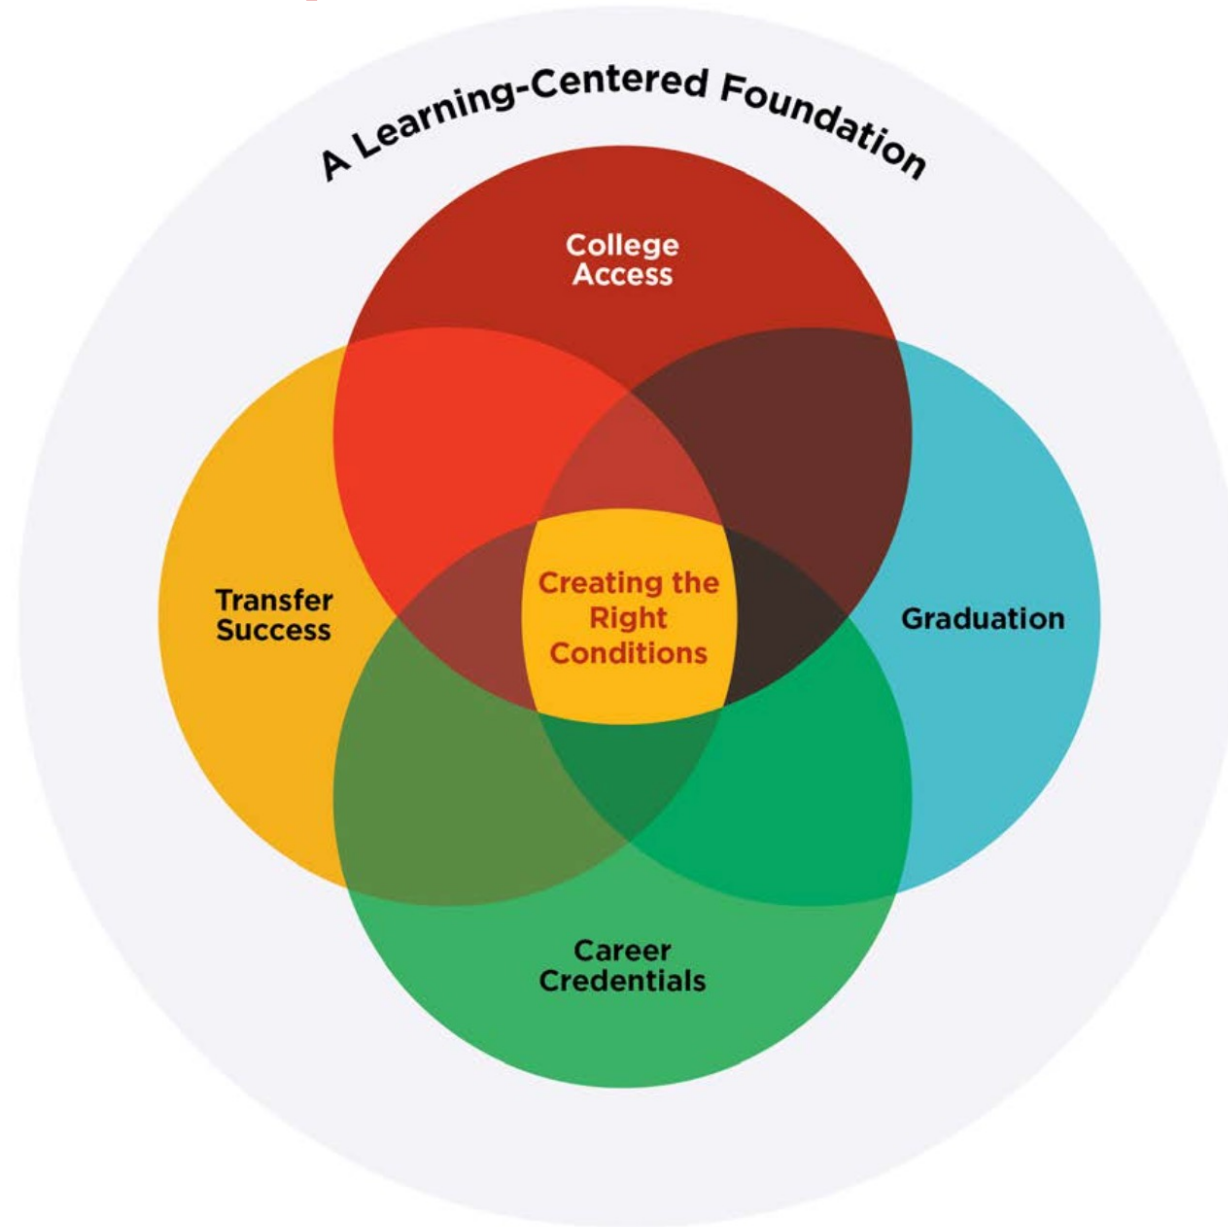 A Learning-Centered Foundation
College
Access
Transfer
Success
Creating the
Right
Conditions
Graduation
Career
Credentials